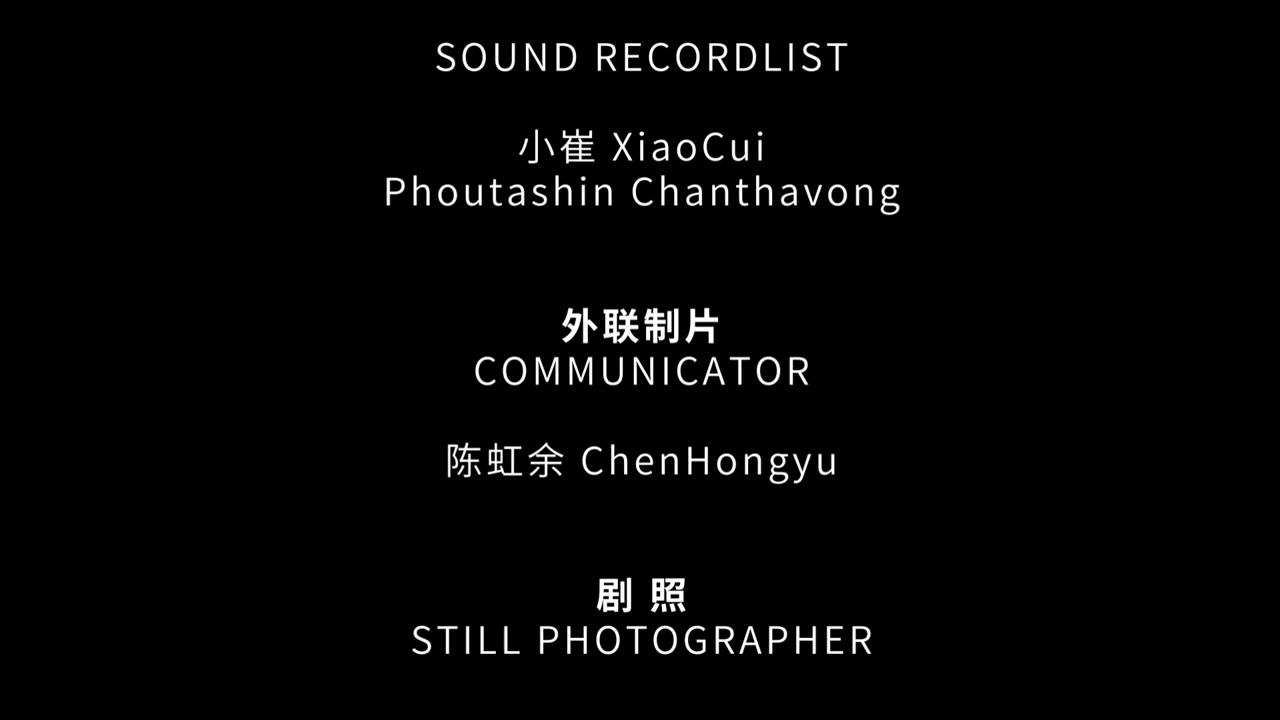 SOUND RECORDLIST
小崔 XiaoCui
Phoutashin Chanthavong
外联制片
COMMUNICATOR
陈虹余 ChenHongyu
剧 照
STILL PHOTOGRAPHER